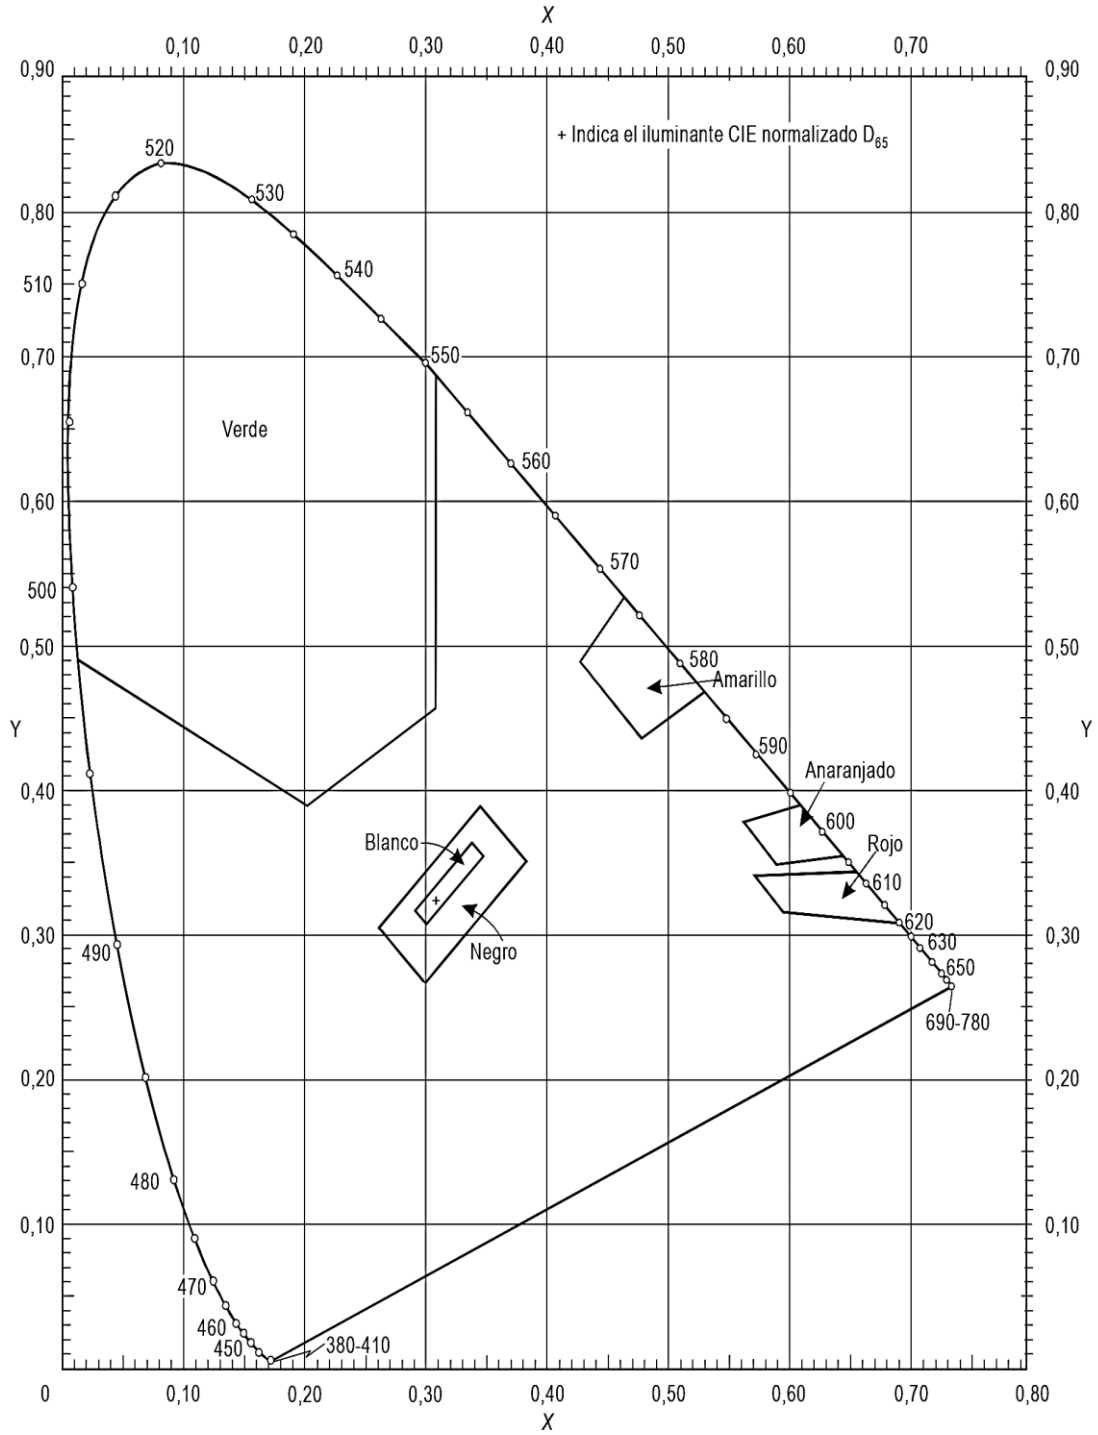 X
0,10 0,20 0,30 0,40 0,50 0,60 0,70
0,90 0,90
+ Indica el iluminante CIE normalizado D65
520
530
0,80 0,80
540
510
550
0,70 0,70
Verde
560
0,60 0,60
570
500
0,50 0,50
580
Amarillo
Y Y
590
Anaranjado
0,40 0,40
600
Blanco Rojo
610
620
0,30 0,30
630
490 Negro
650
690-780
0,20 0,20
480
0,10 0,10
470
460
450 380-410
0 0,10 0,20 0,30 0,40 0,50 0,60 0,70 0,80
X